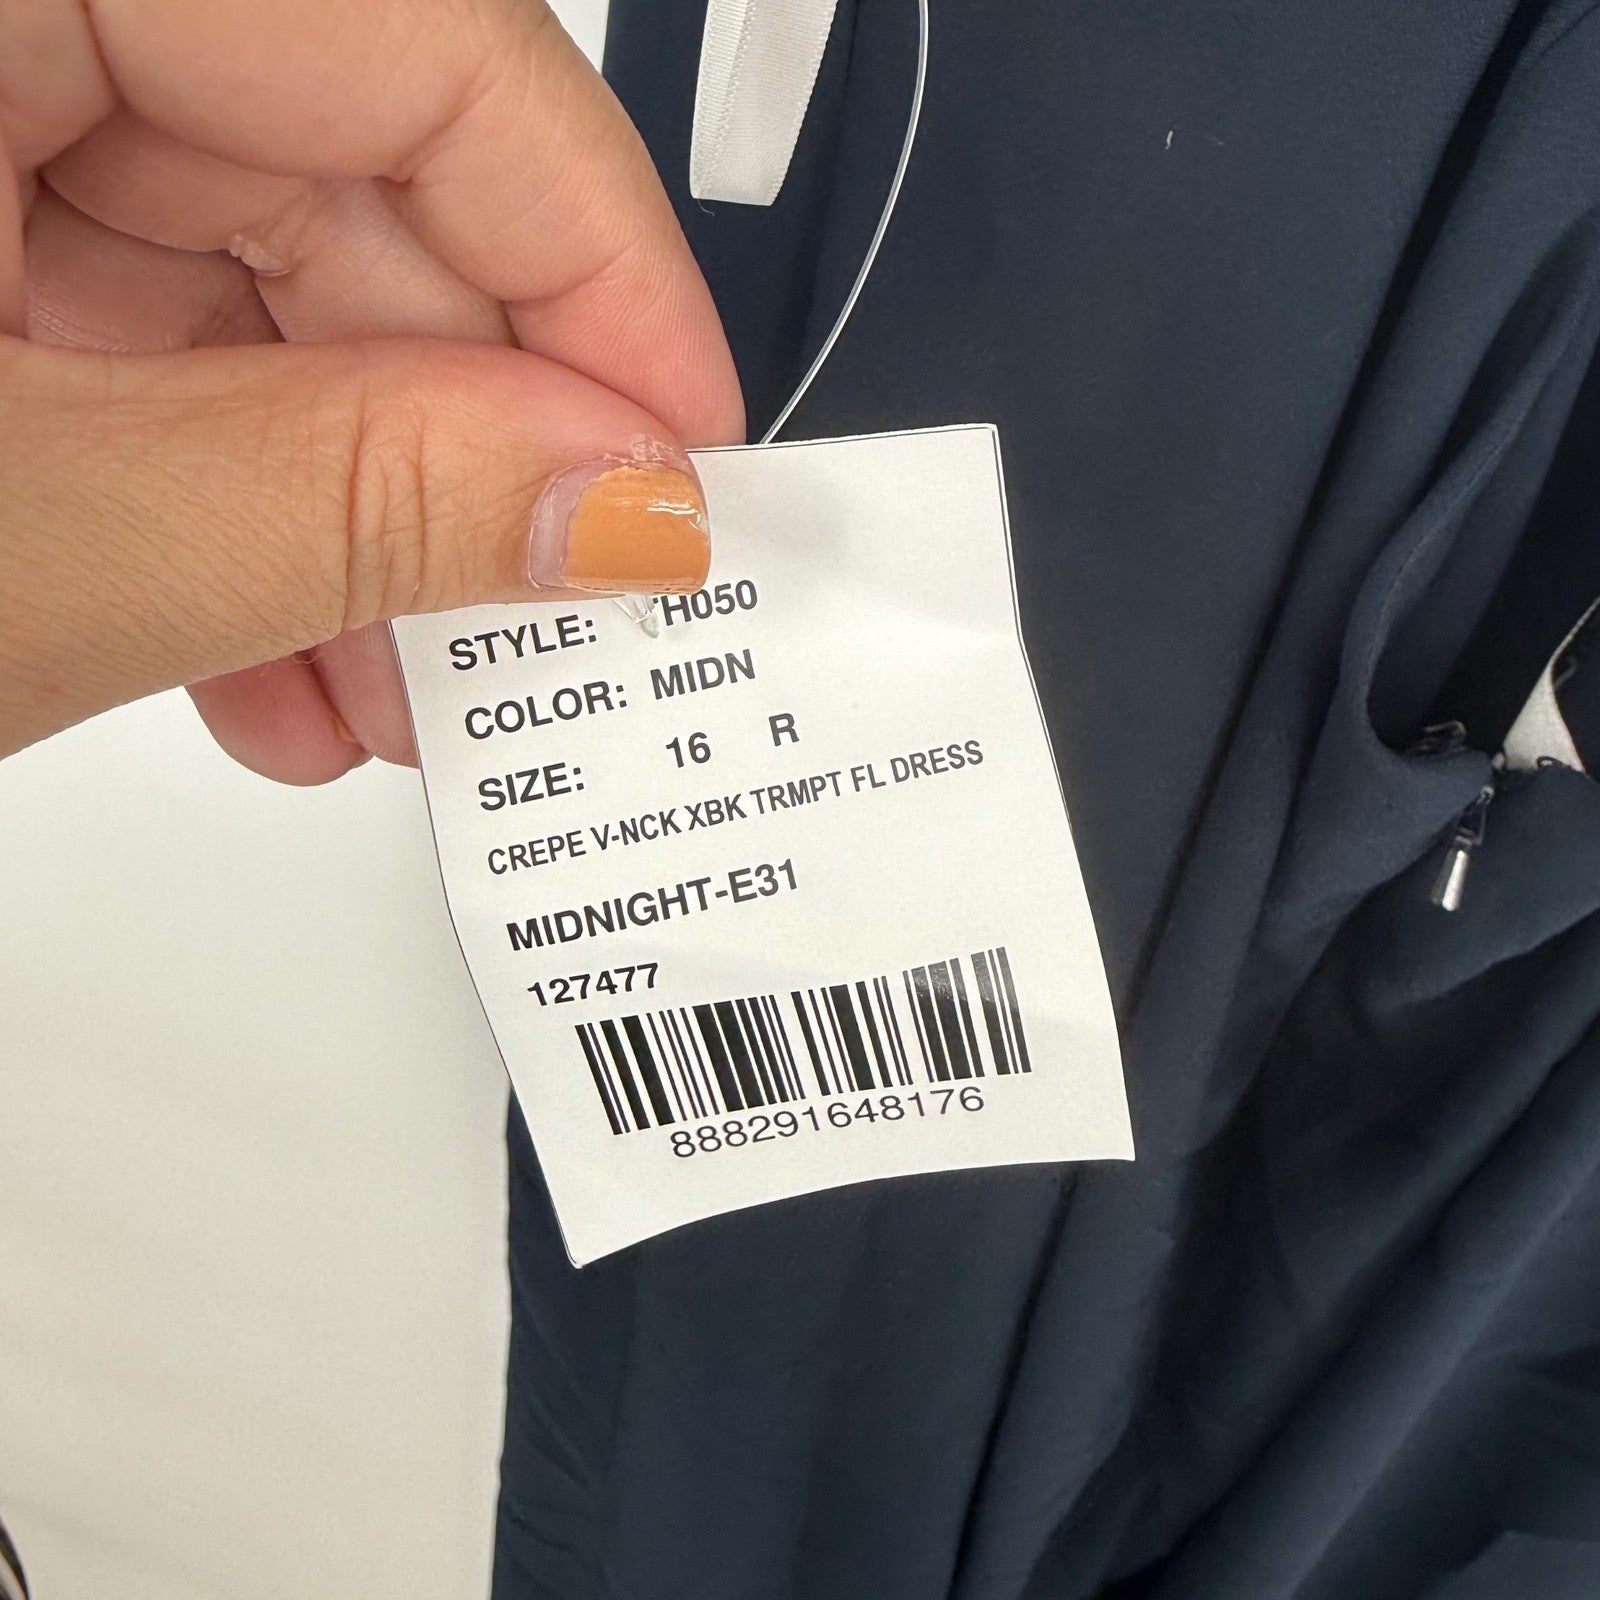 STYLE: H050
COLOR: MIDN
SIZE: 16 R
CREPE V-NCK XBK TRMPT FL DRESS
MIDNIGHT-E31
127477
888291648176